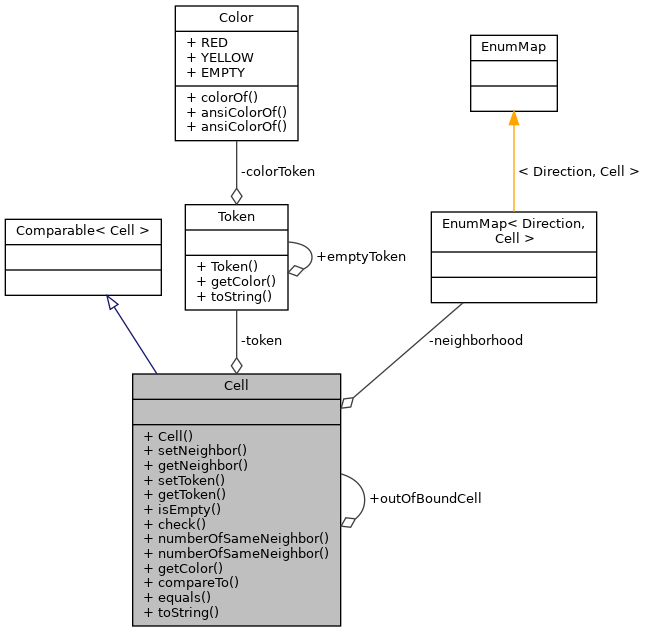 Color
+ RED
+ YELLOW
+ EMPTY
+ colorOf()
+ ansiColorOf()
+ ansiColorOf()
EnumMap
-colorToken
< Direction, Cell >
Token
+ Token()
+ getColor()
+ toString()
+emptyToken
Comparable< Cell >
EnumMap< Direction,
Cell >
-token
-neighborhood
Cell
+ Cell()
+ setNeighbor()
+ getNeighbor()
+ setToken()
+ getToken()
+ isEmpty()
+ check()
+ numberOfSameNeighbor()
+ numberOfSameNeighbor()
+ getColor()
+ compareTo()
+ equals()
+ toString()
+outOfBoundCell